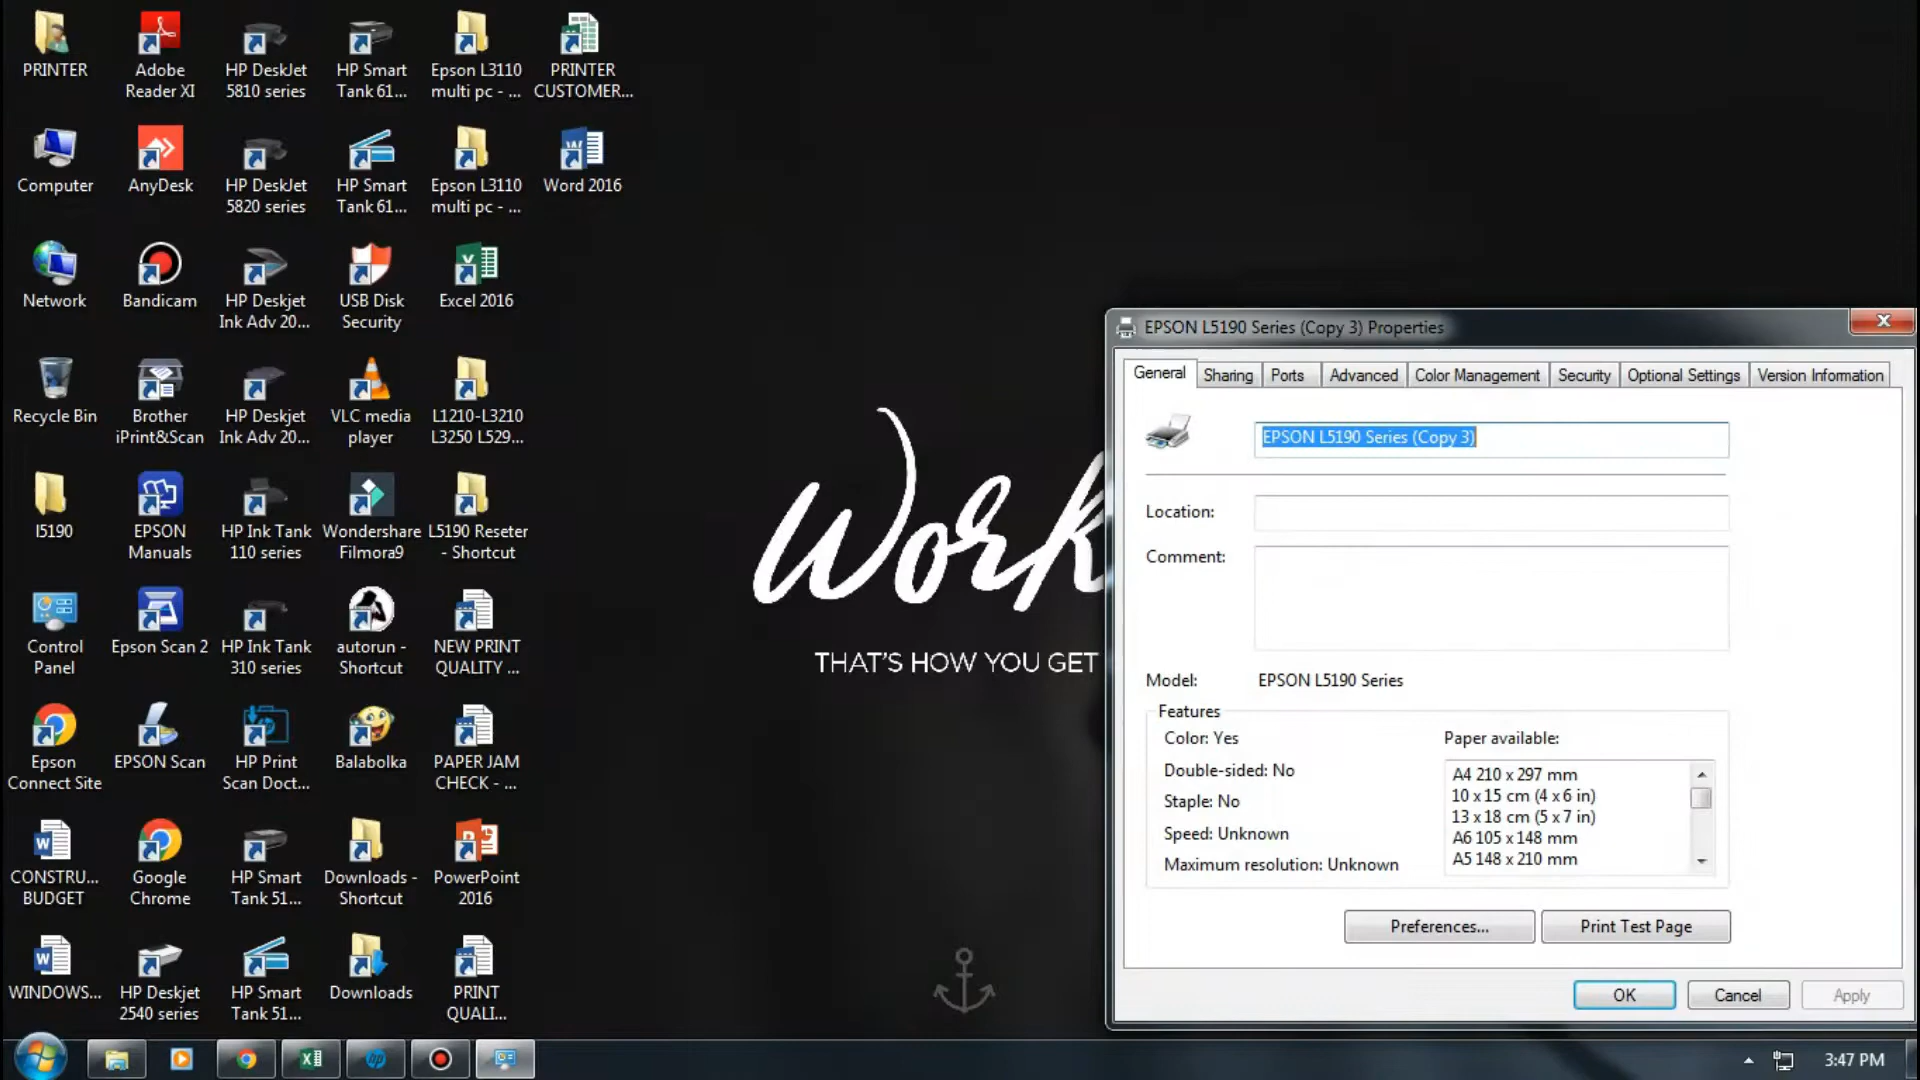 PRINTER
Adobe
Reader XI
HP DeskJet
5810 series
HP Smart
Tank 61...
Epson L3110
multi pc - ...
PRINTER
CUSTOMER...
Computer
AnyDesk
HP DeskJet
5820 series
HP Smart
Tank 61...
Epson L3110
multi pc - ...
Word 2016
Network
Bandicam
HP Deskjet
Ink Adv 20...
USB Disk
Security
Excel 2016
Recycle Bin
Brother
iPrint&Scan
HP Deskjet
Ink Adv 20...
VLC media
player
L1210-L3210
L3250 L529...
l5190
EPSON
Manuals
HP Ink Tank
110 series
Wondershare
Filmora9
L5190 Reseter
- Shortcut
Control
Panel
Epson Scan 2
HP Ink Tank
310 series
autorun -
Shortcut
NEW PRINT
QUALITY ...
Epson
Connect Site
EPSON Scan
HP Print
Scan Doct...
Balabolka
PAPER JAM
CHECK - ...
CONSTRU...
BUDGET
Google
Chrome
HP Smart
Tank 51...
Downloads -
Shortcut
PowerPoint
2016
WINDOWS...
HP Deskjet
2540 series
HP Smart
Tank 51...
Downloads
PRINT
QUALI...
Work
THAT'S HOW YOU GET
EPSON L5190 Series (Copy 3) Properties
General
Sharing
Ports
Advanced
Color Management
Security
Optional Settings
Version Information
EPSON L5190 Series (Copy 3)
Location:
Comment:
Model: EPSON L5190 Series
Features
Color: Yes
Double-sided: No
Staple: No
Speed: Unknown
Maximum resolution: Unknown
Paper available:
A4 210 x 297 mm
10 x 15 cm (4 x 6 in)
13 x 18 cm (5 x 7 in)
A6 105 x 148 mm
A5 148 x 210 mm
Preferences...
Print Test Page
OK
Cancel
Apply
3:47 PM